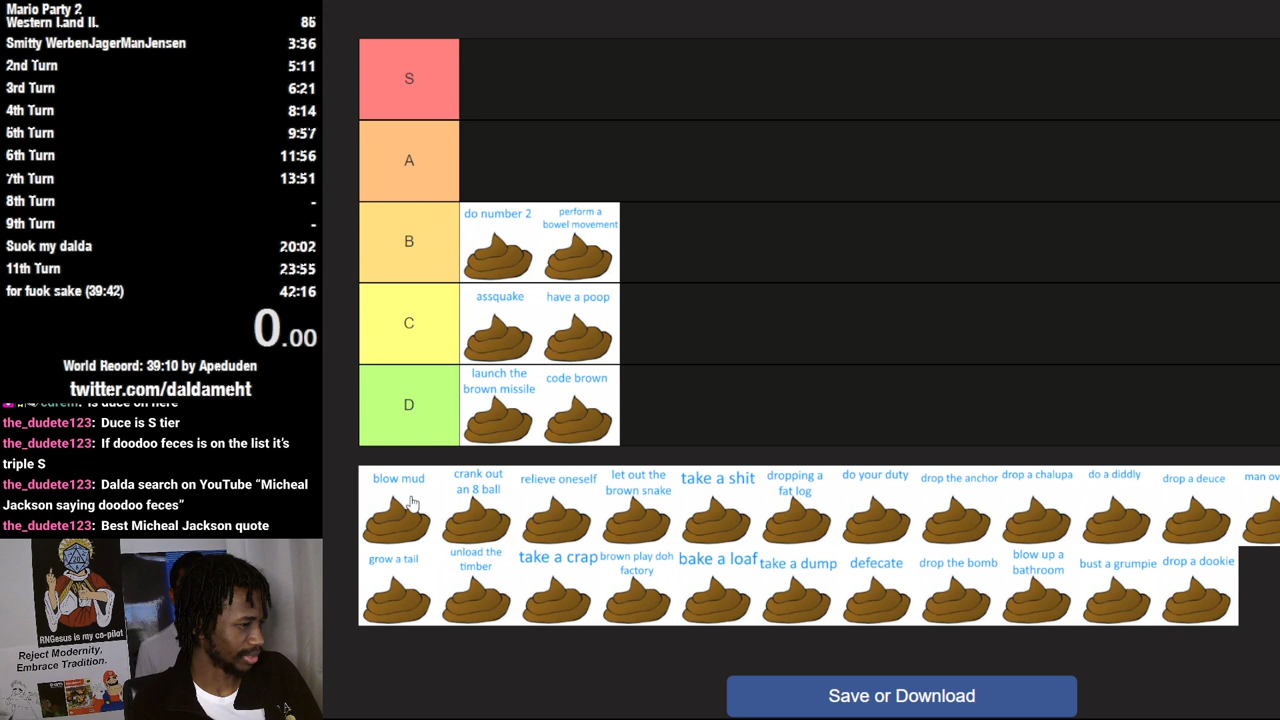 Mario Party 2
Western Land II. 85
Smitty WerbenJagerManJensen 3:36
2nd Turn 5:11
3rd Turn 6:21
4th Turn 8:14
5th Turn 9:57
6th Turn 11:56
7th Turn 13:51
8th Turn -
9th Turn -
Suok my dalda 20:02
11th Turn 23:55
for fuok sake (39:42) 42:16
0.00
World Record: 39:10 by Apeduden
twitter.com/daldameht
the_dudete123: Duce is S tier
the_dudete123: If doodoo feces is on the list it's
triple S
the_dudete123: Dalda search on YouTube "Micheal
Jackson saying doodoo feces"
the_dudete123: Best Micheal Jackson quote
RNGesus is my co-pilot
Reject Modernity,
Embrace Tradition.
S
A
B
do number 2
perform a
bowel movement
C
assquake
have a poop
D
launch the
brown missile
code brown
blow mud
crank out
an 8 ball
relieve oneself
let out the
brown snake
take a shit
dropping a
fat log
do your duty
drop the anchor
drop a chalupa
do a diddly
drop a deuce
man ov
grow a tail
unload the
timber
take a crap
brown play doh
factory
bake a loaf
take a dump
defecate
drop the bomb
blow up a
bathroom
bust a grumpie
drop a dookie
Save or Download